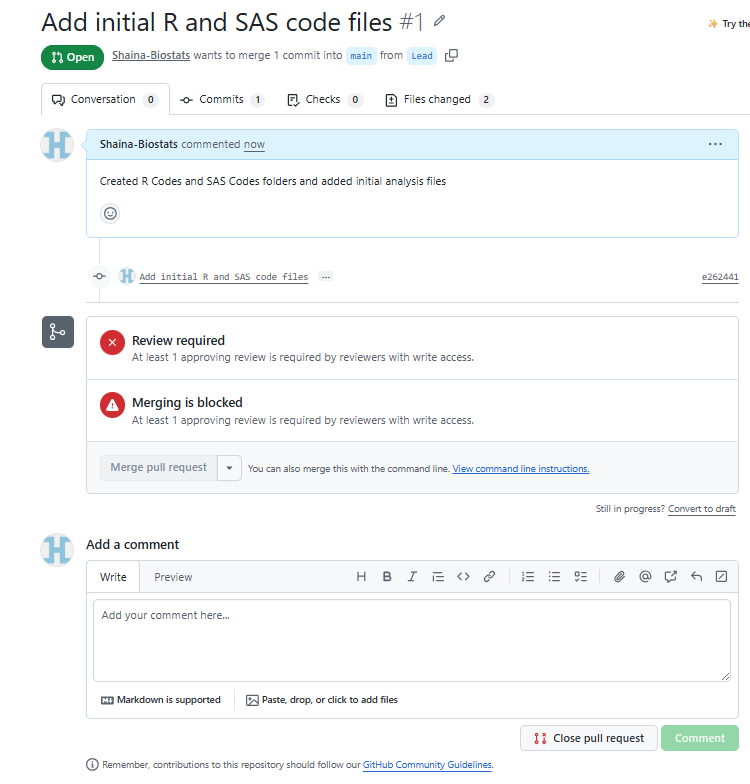 Add initial R and SAS code files #1
Try the
Open Shaina-Biostats wants to merge 1 commit into main from Lead
Conversation 0 Commits 1 Checks 0 Files changed 2
Shaina-Biostats commented now ...
Created R Codes and SAS Codes folders and added initial analysis files
Add initial R and SAS code files ... e262441
Review required
At least 1 approving review is required by reviewers with write access.
Merging is blocked
At least 1 approving review is required by reviewers with write access.
Merge pull request You can also merge this with the command line. View command line instructions.
Still in progress? Convert to draft
Add a comment
Write Preview H B I
Add your comment here...
Markdown is supported Paste, drop, or click to add files
Close pull request Comment
Remember, contributions to this repository should follow our GitHub Community Guidelines.